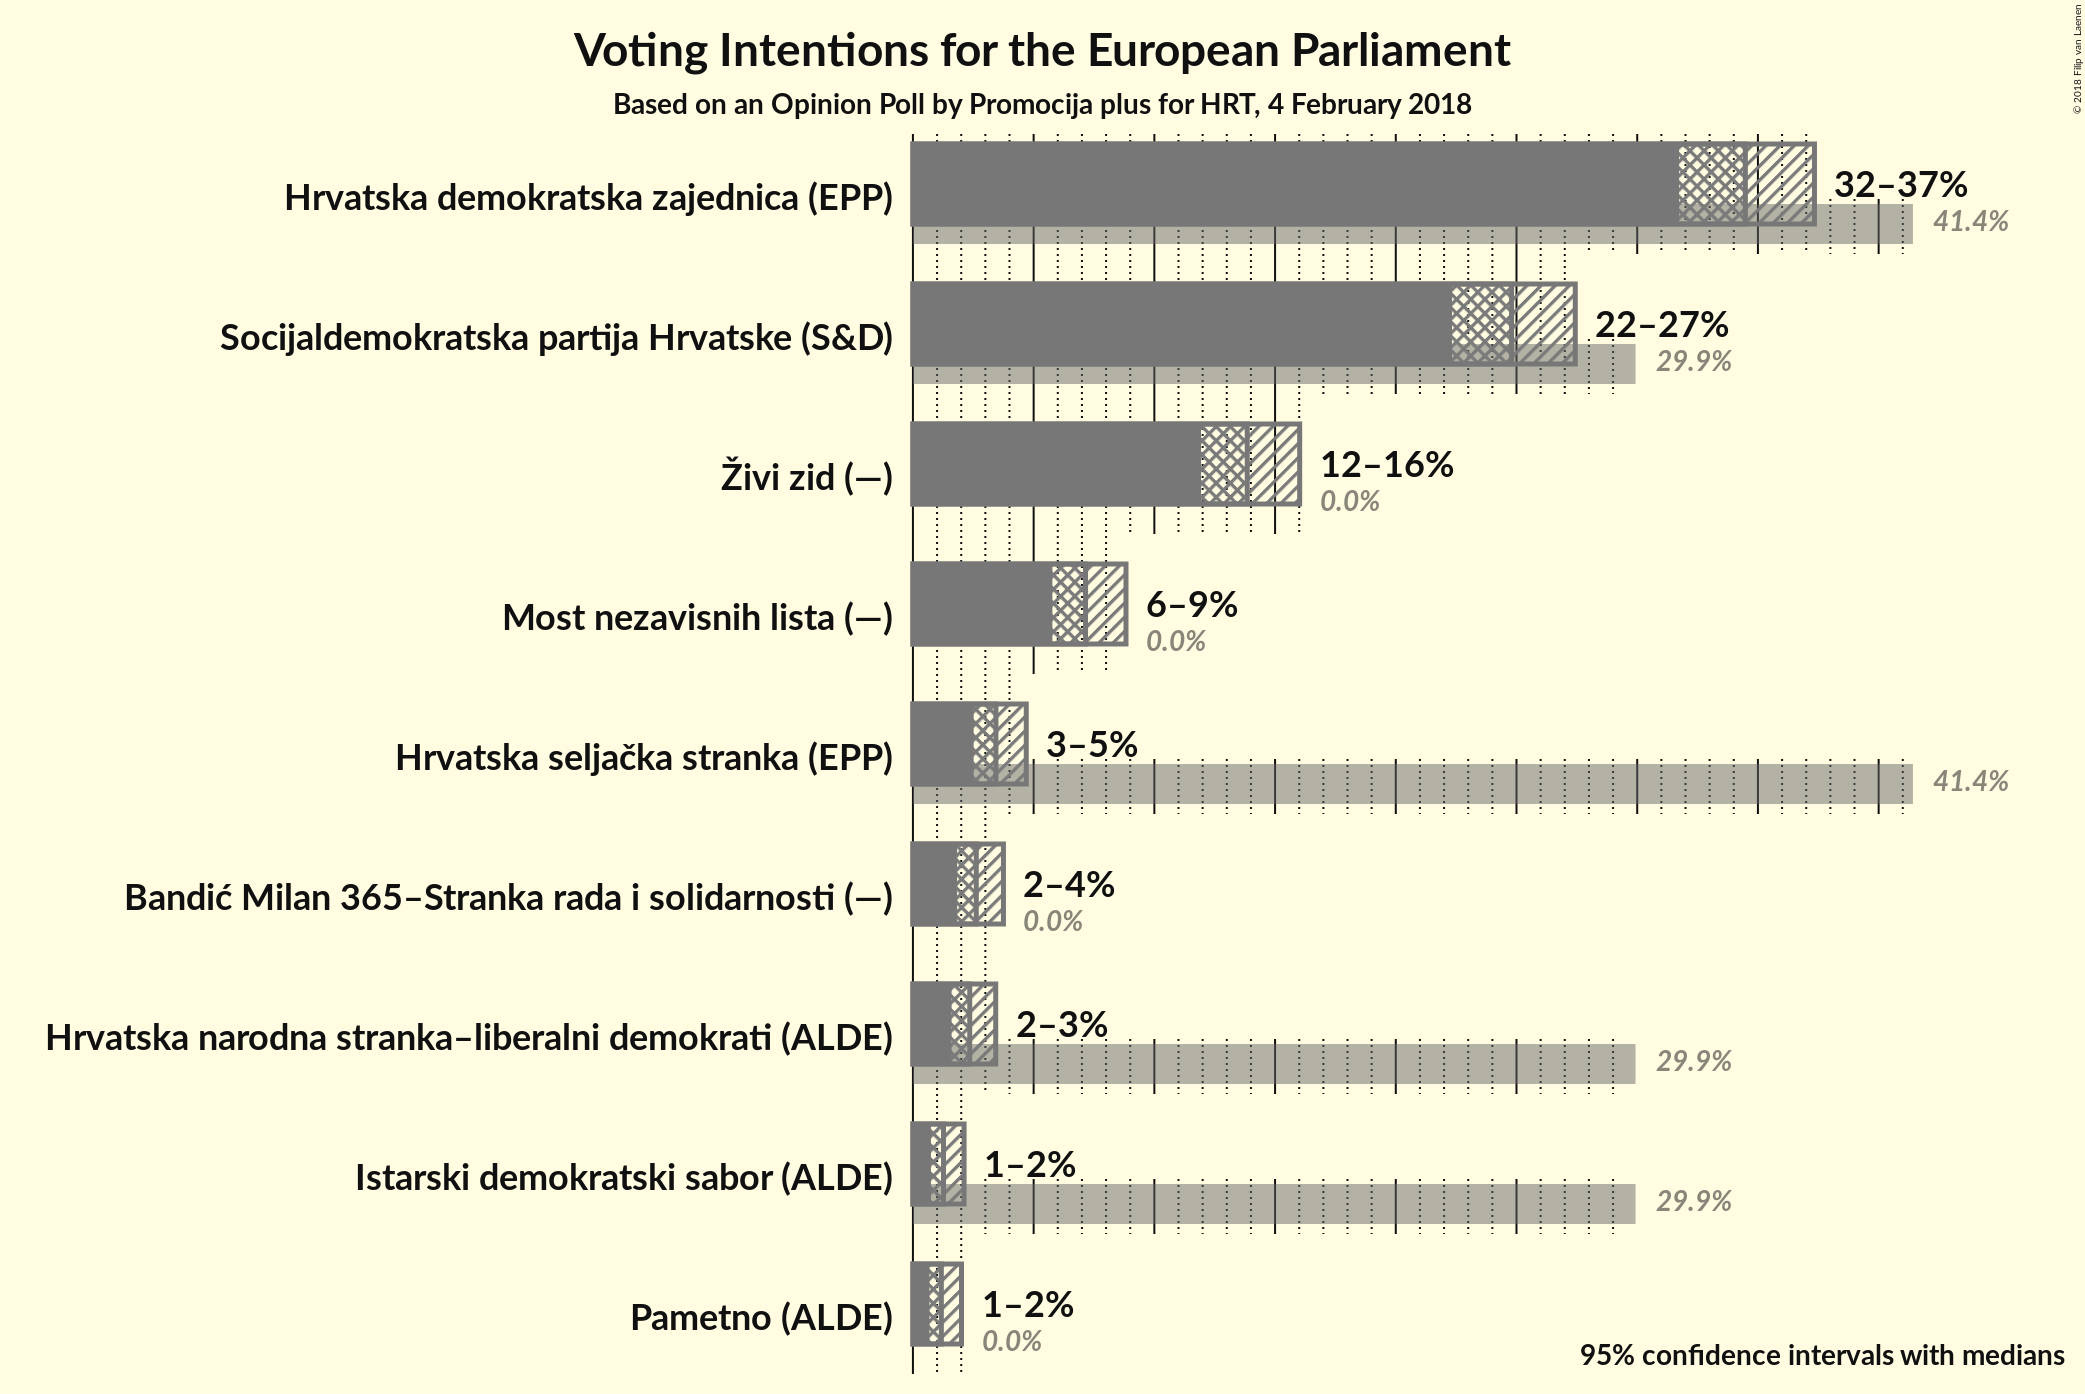 Voting Intentions for the European Parliament
Based on an Opinion Poll by Promocija plus for HRT, 4 February 2018
© 2018 Filip van Laenen
Hrvatska demokratska zajednica (EPP)
32–37%
41.4%
Socijaldemokratska partija Hrvatske (S&D)
22–27%
29.9%
Živi zid (—)
12–16%
0.0%
Most nezavisnih lista (—)
6–9%
0.0%
Hrvatska seljačka stranka (EPP)
3–5%
41.4%
Bandić Milan 365–Stranka rada i solidarnosti (—)
2–4%
0.0%
Hrvatska narodna stranka–liberalni demokrati (ALDE)
2–3%
29.9%
Istarski demokratski sabor (ALDE)
1–2%
29.9%
Pametno (ALDE)
1–2%
0.0%
95% confidence intervals with medians